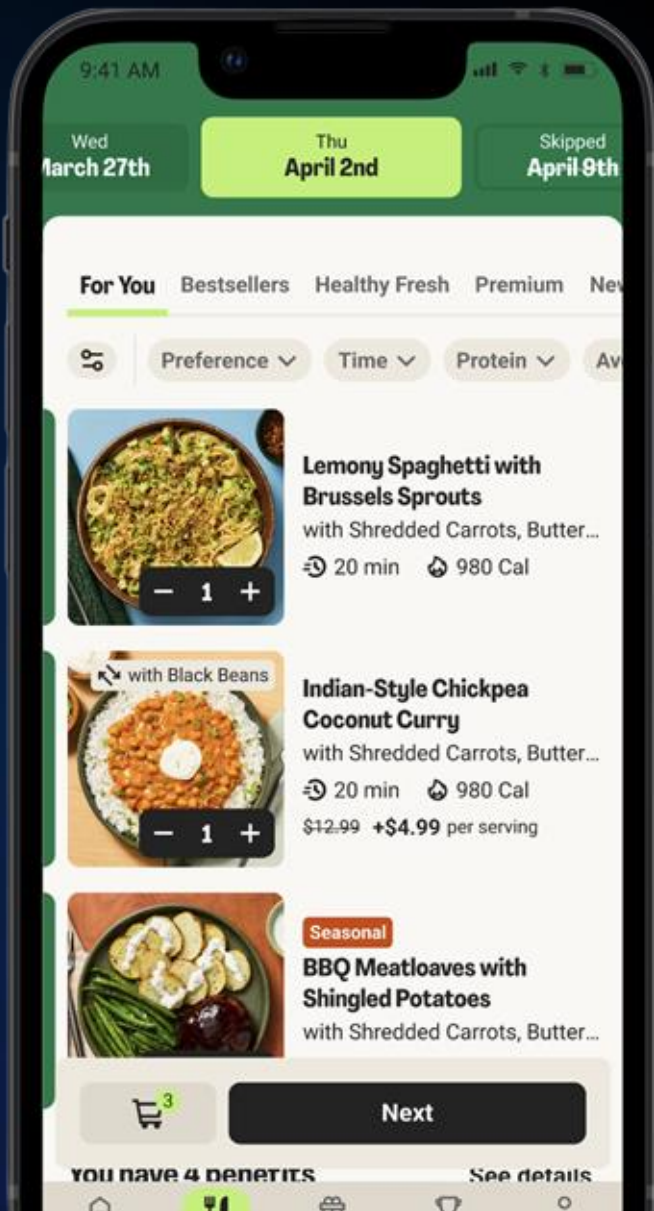 9:41 AM
Wed
March 27th
Thu
April 2nd
Skipped
April 9th
For You Bestsellers Healthy Fresh Premium
Preference Time Protein
Lemony Spaghetti with
Brussels Sprouts
with Shredded Carrots, Butter...
20 min 980 Cal
− 1 +
with Black Beans
Indian-Style Chickpea
Coconut Curry
with Shredded Carrots, Butter...
20 min 980 Cal
− 1 +
$12.99 +$4.99 per serving
Seasonal
BBQ Meatloaves with
Shingled Potatoes
with Shredded Carrots, Butter...
3
Next
You have 4 benefits See details